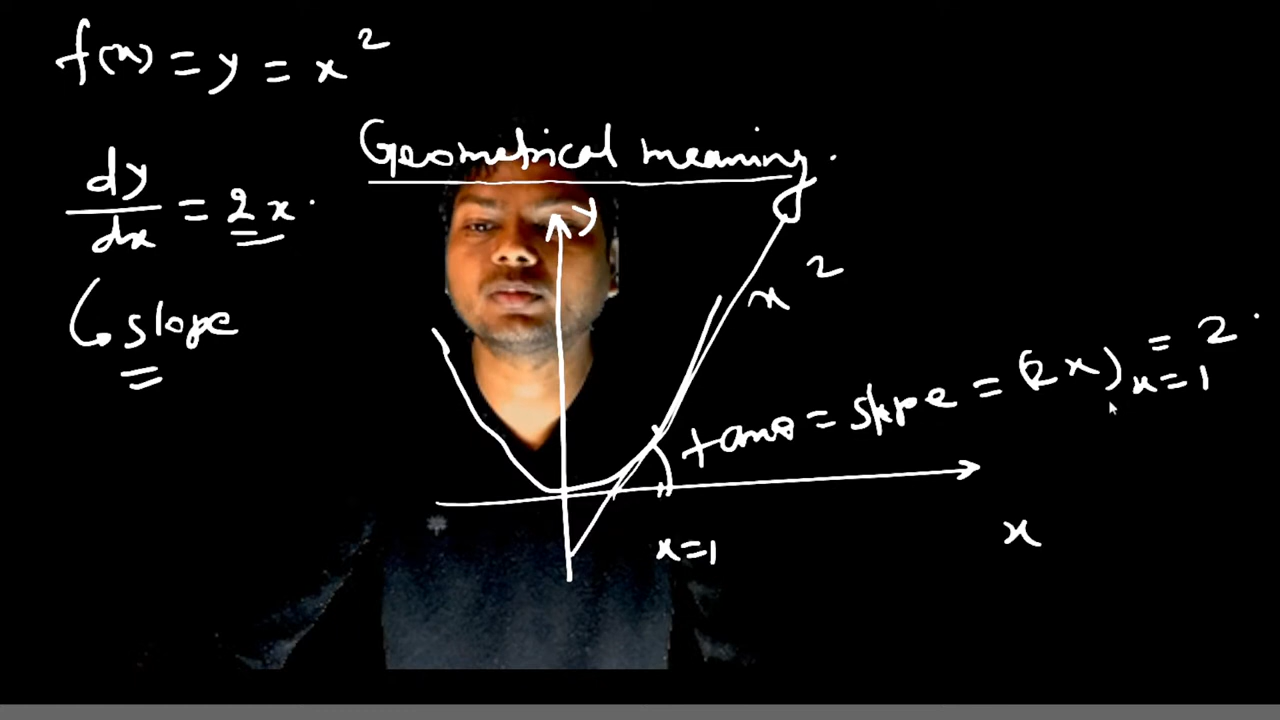 f(x) = y = x²
Geometrical meaning.
dy/dx = 2x.
↳ slope
y
x²
tanθ = slope = (2x)x=1 = 2.
x=1
x